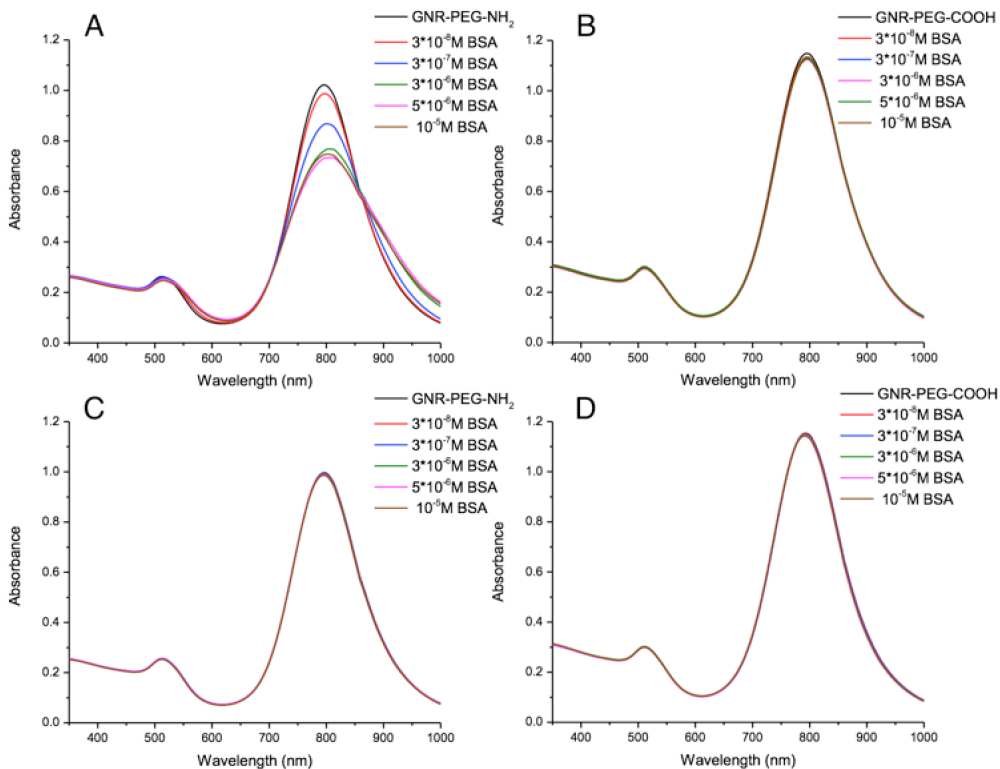 A
GNR-PEG-NH₂
3*10⁻⁸M BSA
3*10⁻⁷M BSA
3*10⁻⁶M BSA
5*10⁻⁶M BSA
10⁻⁵M BSA
1.2
1.0
0.8
0.6
0.4
0.2
0.0
Absorbance
400 500 600 700 800 900 1000
Wavelength (nm)
B
GNR-PEG-COOH
3*10⁻⁸M BSA
3*10⁻⁷M BSA
3*10⁻⁶M BSA
5*10⁻⁶M BSA
10⁻⁵M BSA
1.2
1.0
0.8
0.6
0.4
0.2
0.0
Absorbance
400 500 600 700 800 900 1000
Wavelength (nm)
C
GNR-PEG-NH₂
3*10⁻⁸M BSA
3*10⁻⁷M BSA
3*10⁻⁶M BSA
5*10⁻⁶M BSA
10⁻⁵M BSA
1.2
1.0
0.8
0.6
0.4
0.2
0.0
Absorbance
400 500 600 700 800 900 1000
Wavelength (nm)
D
GNR-PEG-COOH
3*10⁻⁸M BSA
3*10⁻⁷M BSA
3*10⁻⁶M BSA
5*10⁻⁶M BSA
10⁻⁵M BSA
1.2
1.0
0.8
0.6
0.4
0.2
0.0
Absorbance
400 500 600 700 800 900 1000
Wavelength (nm)